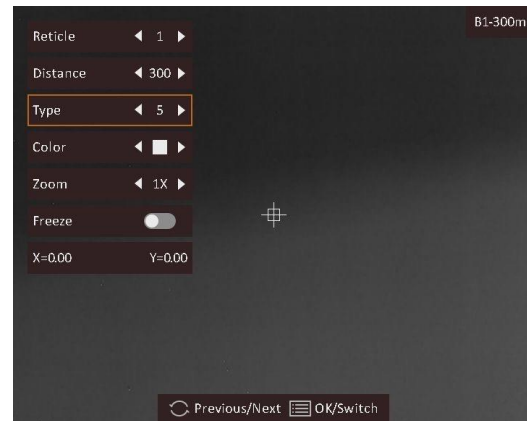 B1-300m
Reticle 1
Distance 300
Type 5
Color
Zoom 1X
Freeze
X=0.00 Y=0.00
Previous/Next OK/Switch